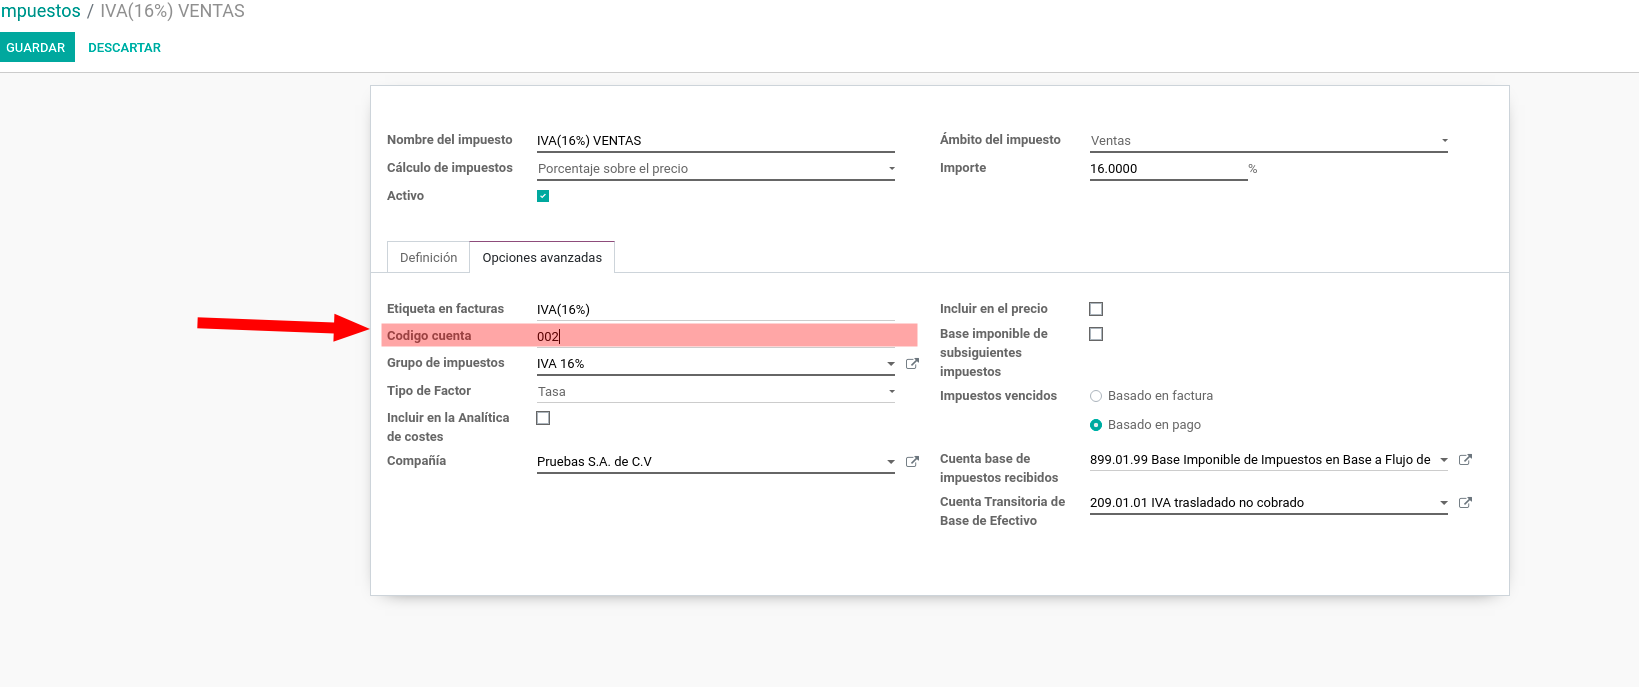 mpuestos / IVA(16%) VENTAS
GUARDAR DESCARTAR
Nombre del impuesto IVA(16%) VENTAS
Cálculo de impuestos Porcentaje sobre el precio
Activo
Ámbito del impuesto Ventas
Importe 16.0000 %
Definición Opciones avanzadas
Etiqueta en facturas IVA(16%)
Codigo cuenta 002
Grupo de impuestos IVA 16%
Tipo de Factor Tasa
Incluir en la Analítica
de costes
Compañía Pruebas S.A. de C.V
Incluir en el precio
Base imponible de
subsiguientes
impuestos
Impuestos vencidos Basado en factura
Basado en pago
Cuenta base de 899.01.99 Base Imponible de Impuestos en Base a Flujo de
impuestos recibidos
Cuenta Transitoria de 209.01.01 IVA trasladado no cobrado
Base de Efectivo